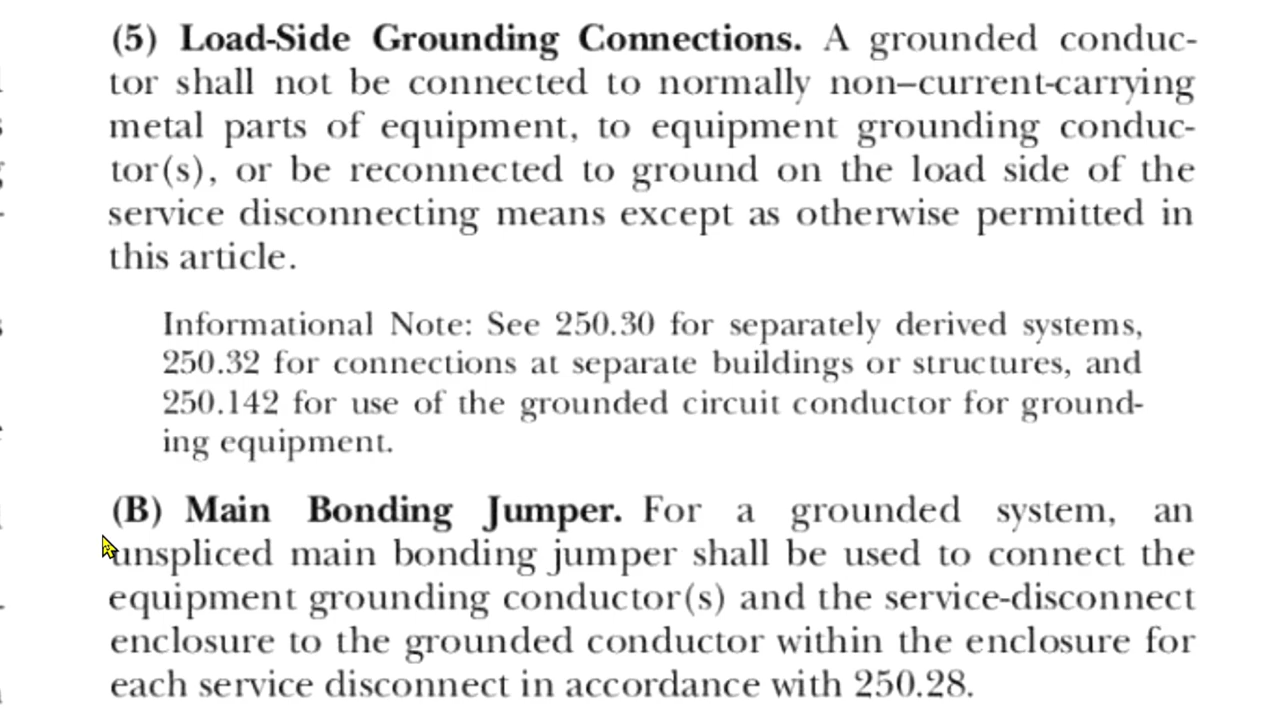 (5) Load-Side Grounding Connections. A grounded conduc-
tor shall not be connected to normally non–current-carrying
metal parts of equipment, to equipment grounding conduc-
tor(s), or be reconnected to ground on the load side of the
service disconnecting means except as otherwise permitted in
this article.
Informational Note: See 250.30 for separately derived systems,
250.32 for connections at separate buildings or structures, and
250.142 for use of the grounded circuit conductor for ground-
ing equipment.
(B) Main Bonding Jumper. For a grounded system, an
unspliced main bonding jumper shall be used to connect the
equipment grounding conductor(s) and the service-disconnect
enclosure to the grounded conductor within the enclosure for
each service disconnect in accordance with 250.28.